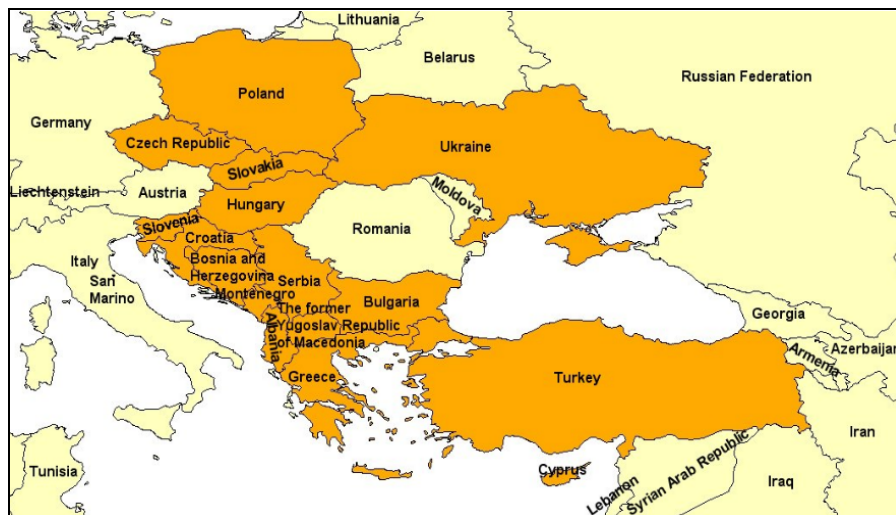 Lithuania
Belarus
Russian Federation
Poland
Germany
Czech Republic
Ukraine
Slovakia
Liechtenstein
Austria
Moldova
Hungary
Slovenia
Romania
Croatia
Italy
Bosnia and
Herzegovina
San
Marino
Serbia
Montenegro
Bulgaria
The former
Yugoslav Republic
of Macedonia
Albania
Georgia
Armenia
Azerbaijan
Greece
Turkey
Iran
Tunisia
Cyprus
Lebanon
Syrian Arab Republic
Iraq